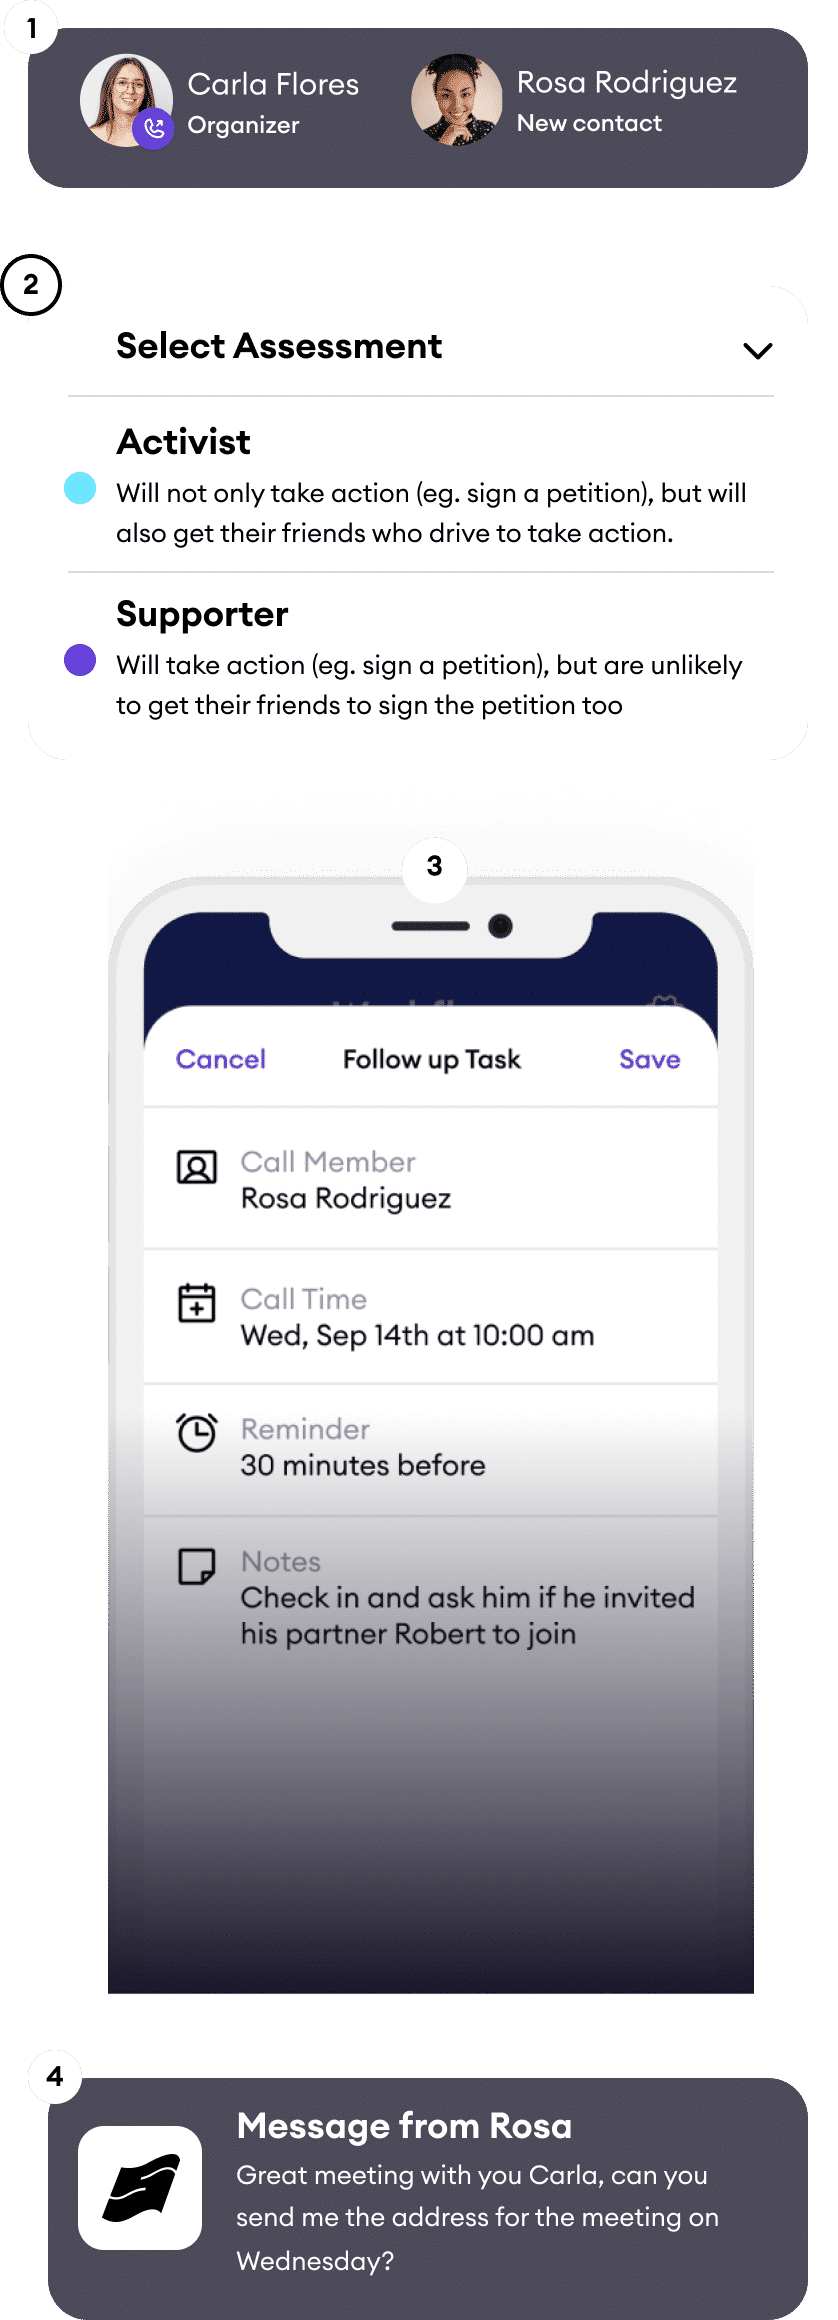 1
Carla Flores
Organizer
Rosa Rodriguez
New contact
2
Select Assessment
Activist
Will not only take action (eg. sign a petition), but will
also get their friends who drive to take action.
Supporter
Will take action (eg. sign a petition), but are unlikely
to get their friends to sign the petition too
3
Cancel
Follow up Task
Save
Call Member
Rosa Rodriguez
Call Time
Wed, Sep 14th at 10:00 am
Reminder
30 minutes before
Notes
Check in and ask him if he invited
his partner Robert to join
4
Message from Rosa
Great meeting with you Carla, can you
send me the address for the meeting on
Wednesday?